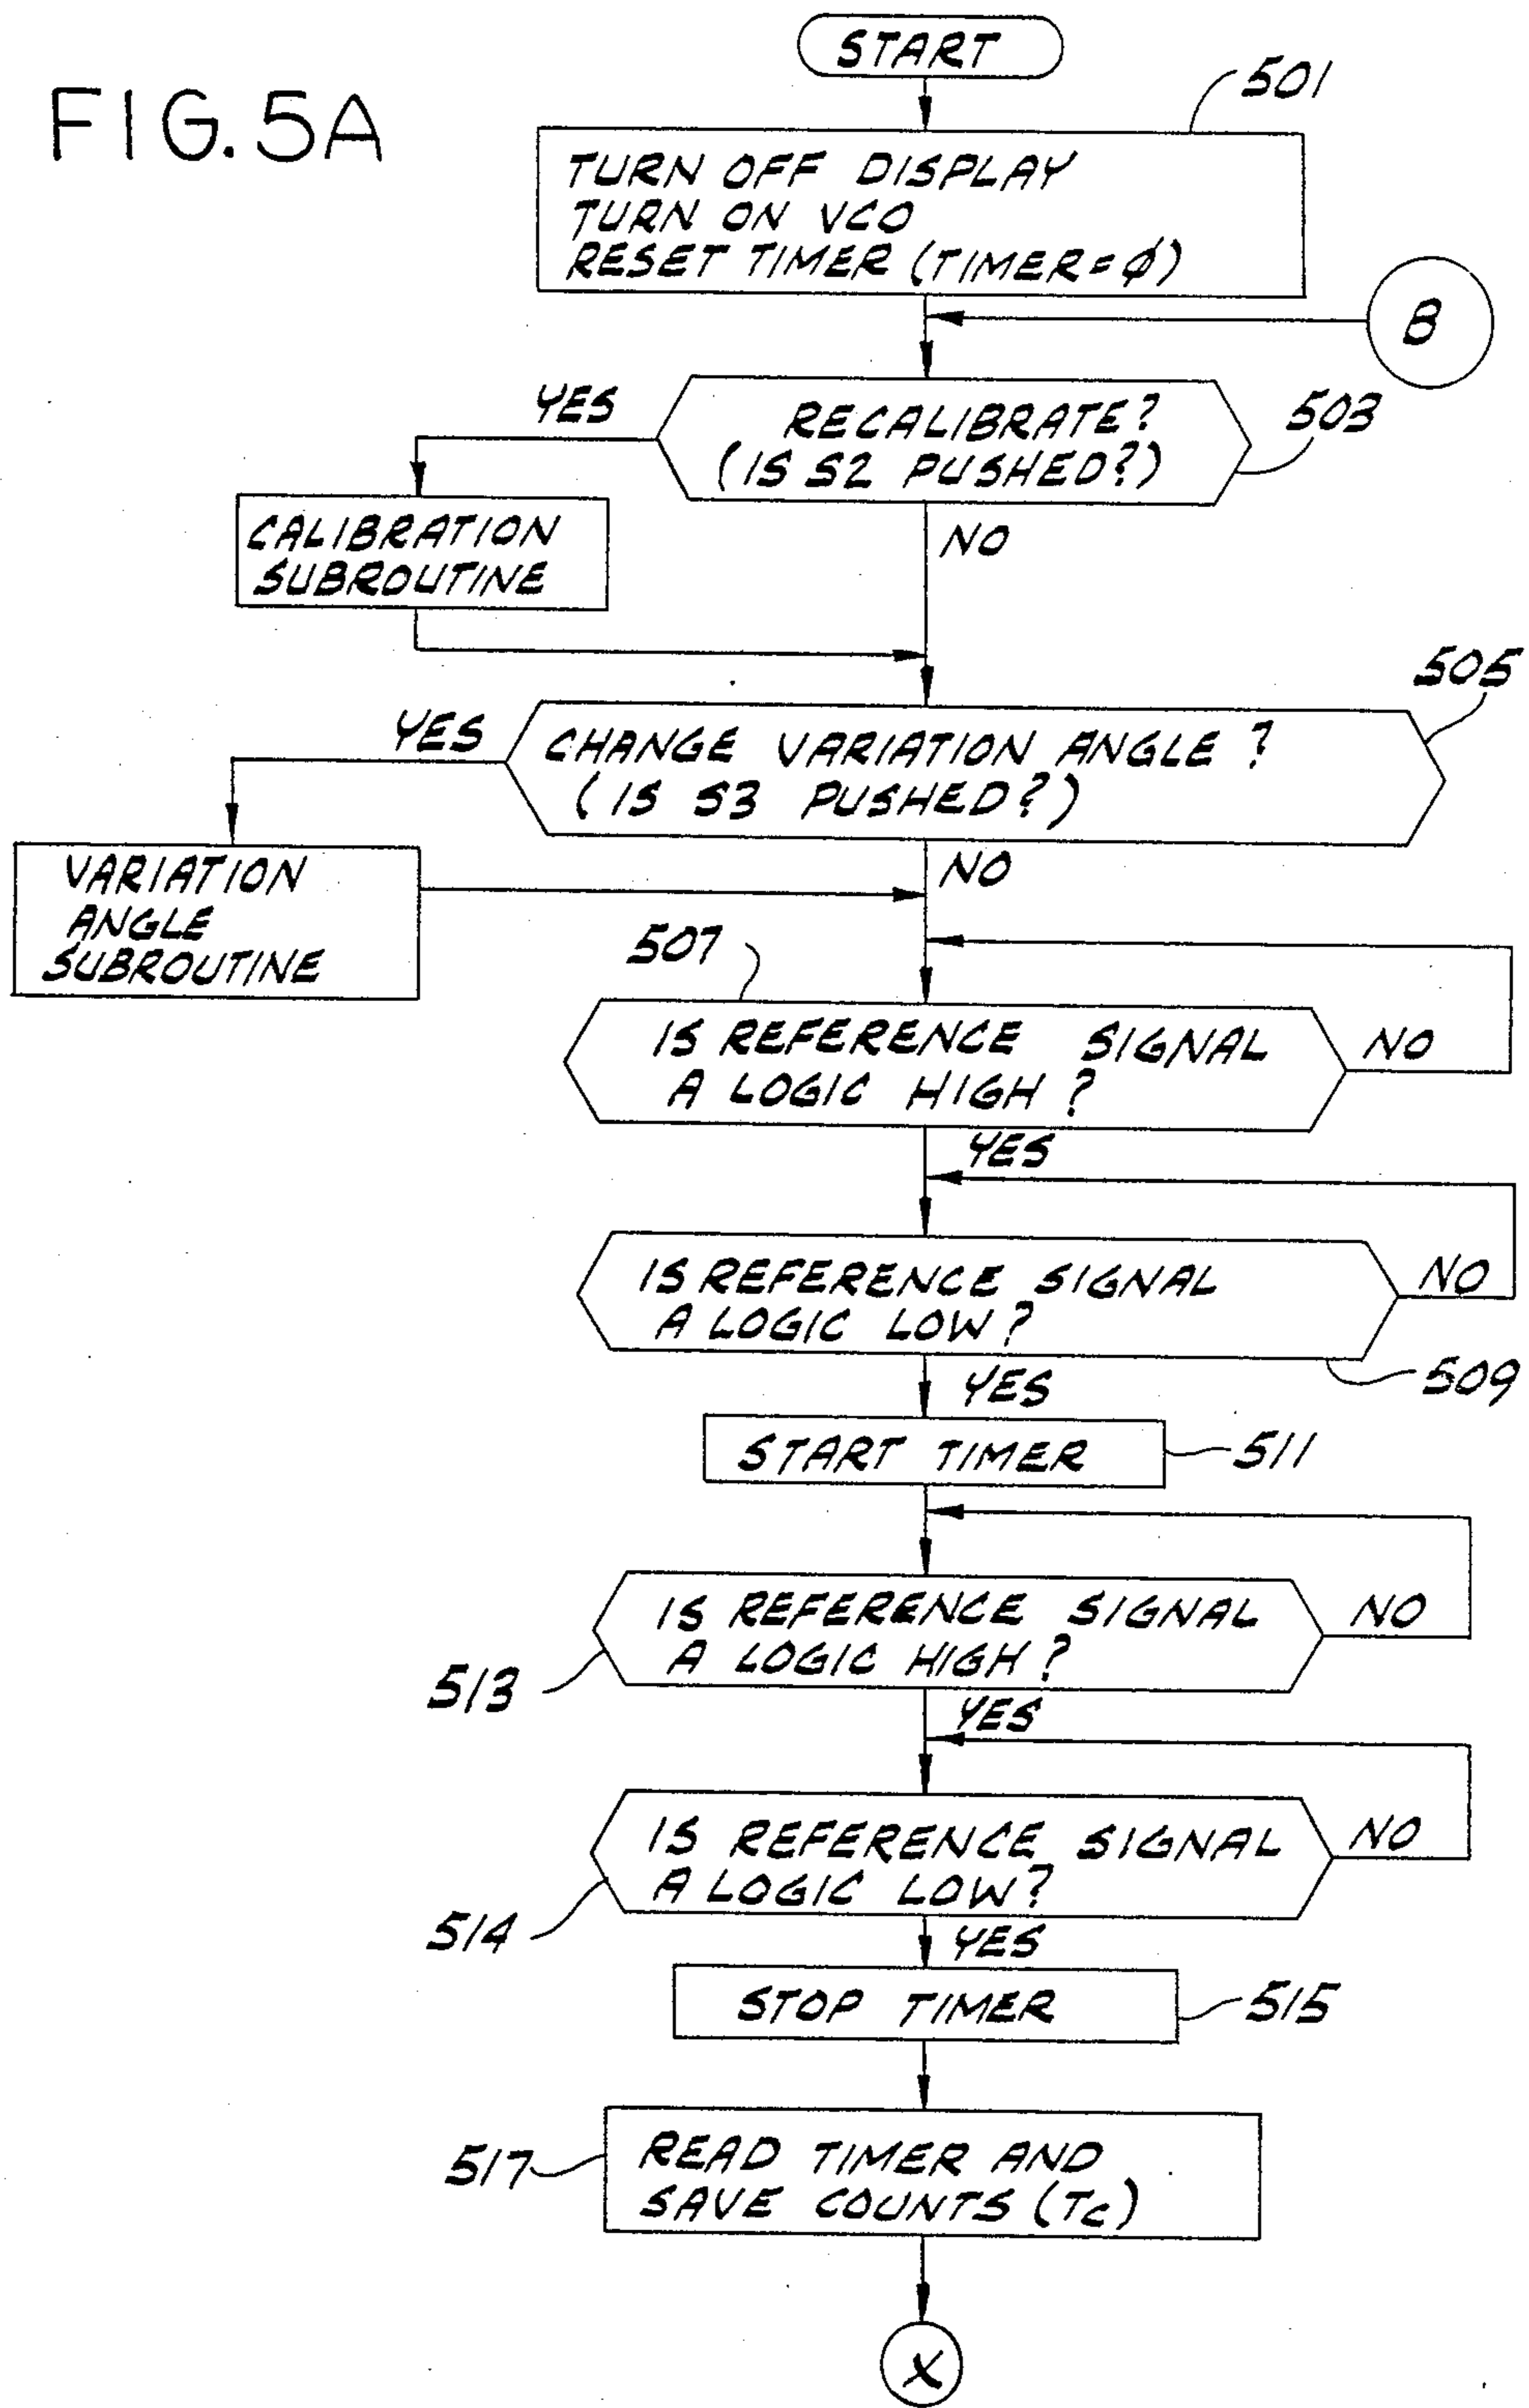 FIG. 5A
START
501
TURN OFF DISPLAY
TURN ON VCO
RESET TIMER (TIMER=φ)
B
YES
RECALIBRATE?
(IS S2 PUSHED?)
503
CALIBRATION
SUBROUTINE
NO
505
YES
CHANGE VARIATION ANGLE?
(IS S3 PUSHED?)
VARIATION
ANGLE
SUBROUTINE
NO
507
IS REFERENCE SIGNAL
A LOGIC HIGH?
NO
YES
IS REFERENCE SIGNAL
A LOGIC LOW?
NO
509
YES
START TIMER
511
IS REFERENCE SIGNAL
A LOGIC HIGH?
NO
513
YES
IS REFERENCE SIGNAL
A LOGIC LOW?
NO
514
YES
STOP TIMER
515
517
READ TIMER AND
SAVE COUNTS (Tc)
X